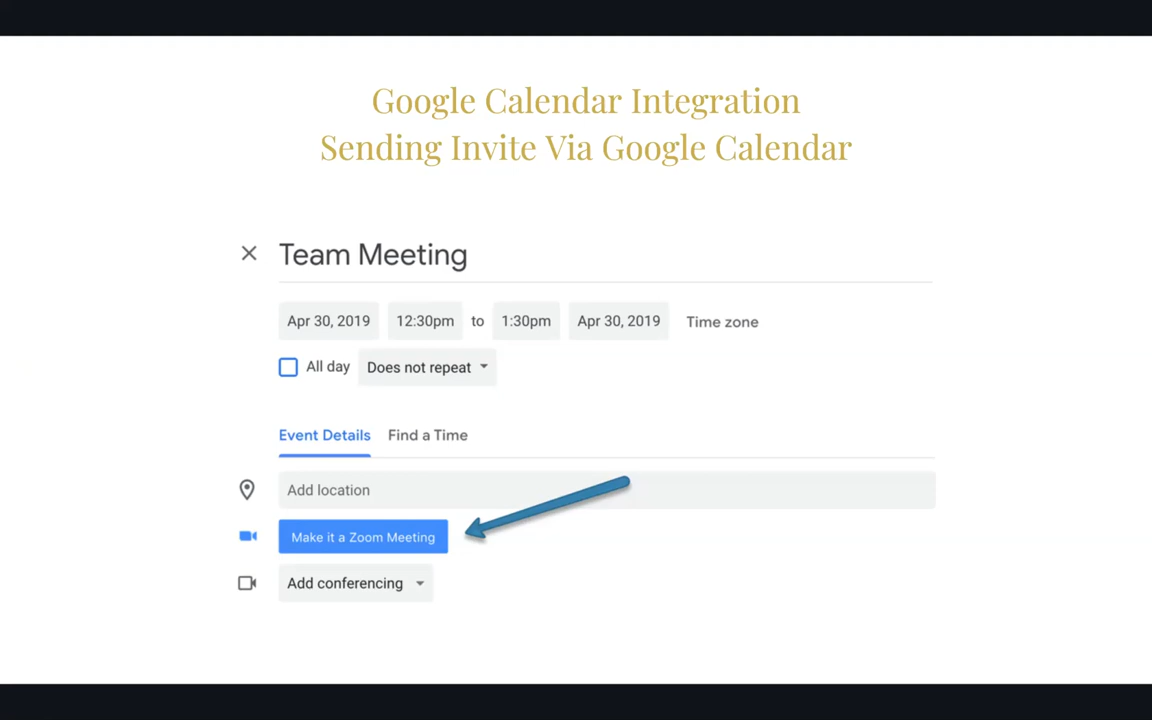 Google Calendar Integration
Sending Invite Via Google Calendar
Team Meeting
Apr 30, 2019 12:30pm to 1:30pm Apr 30, 2019 Time zone
All day Does not repeat
Event Details Find a Time
Add location
Make it a Zoom Meeting
Add conferencing